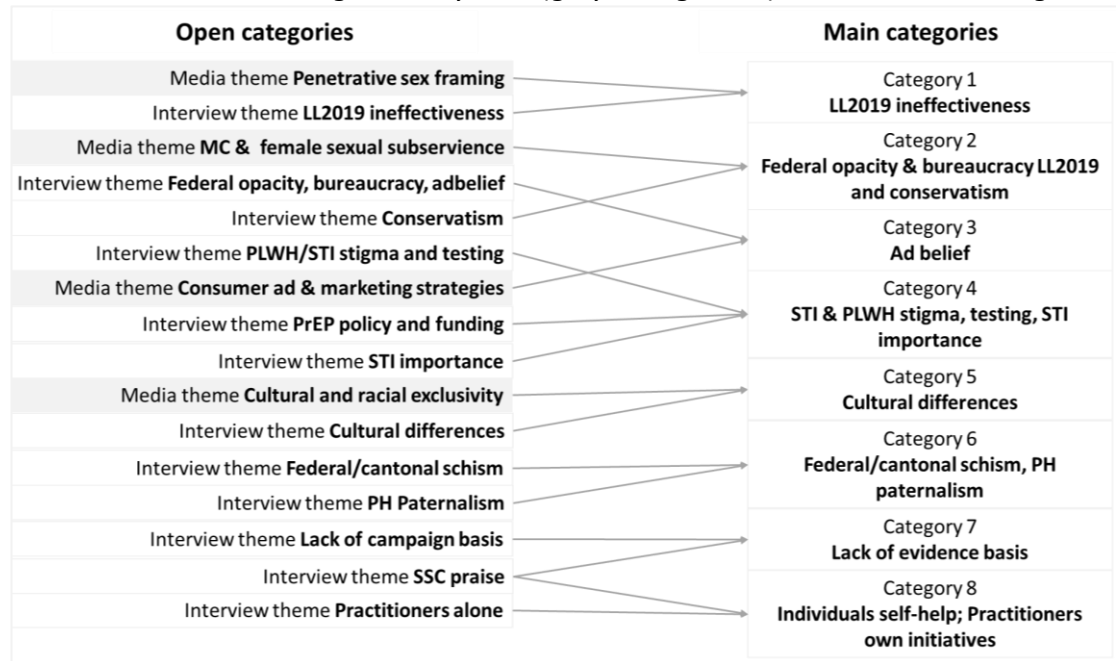 Open categories
Main categories
Media theme Penetrative sex framing
Interview theme LL2019 ineffectiveness
Media theme MC & female sexual subservience
Interview theme Federal opacity, bureaucracy, adbelief
Interview theme Conservatism
Interview theme PLWH/STI stigma and testing
Media theme Consumer ad & marketing strategies
Interview theme PrEP policy and funding
Interview theme STI importance
Media theme Cultural and racial exclusivity
Interview theme Cultural differences
Interview theme Federal/cantonal schism
Interview theme PH Paternalism
Interview theme Lack of campaign basis
Interview theme SSC praise
Interview theme Practitioners alone
Category 1
LL2019 ineffectiveness
Category 2
Federal opacity & bureaucracy LL2019
and conservatism
Category 3
Ad belief
Category 4
STI & PLWH stigma, testing, STI
importance
Category 5
Cultural differences
Category 6
Federal/cantonal schism, PH
paternalism
Category 7
Lack of evidence basis
Category 8
Individuals self-help; Practitioners
own initiatives